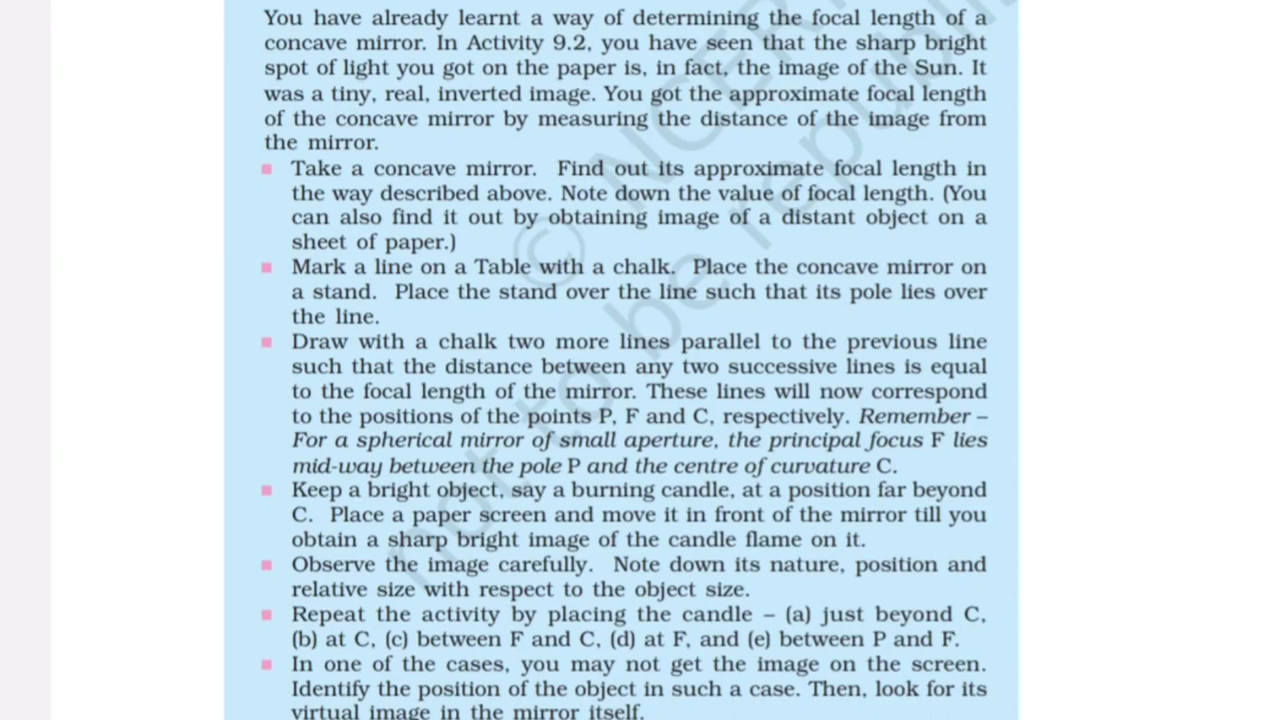 You have already learnt a way of determining the focal length of a
concave mirror. In Activity 9.2, you have seen that the sharp bright
spot of light you got on the paper is, in fact, the image of the Sun. It
was a tiny, real, inverted image. You got the approximate focal length
of the concave mirror by measuring the distance of the image from
the mirror.
Take a concave mirror. Find out its approximate focal length in
the way described above. Note down the value of focal length. (You
can also find it out by obtaining image of a distant object on a
sheet of paper.)
Mark a line on a Table with a chalk. Place the concave mirror on
a stand. Place the stand over the line such that its pole lies over
the line.
Draw with a chalk two more lines parallel to the previous line
such that the distance between any two successive lines is equal
to the focal length of the mirror. These lines will now correspond
to the positions of the points P, F and C, respectively. Remember –
For a spherical mirror of small aperture, the principal focus F lies
mid-way between the pole P and the centre of curvature C.
Keep a bright object, say a burning candle, at a position far beyond
C. Place a paper screen and move it in front of the mirror till you
obtain a sharp bright image of the candle flame on it.
Observe the image carefully. Note down its nature, position and
relative size with respect to the object size.
Repeat the activity by placing the candle – (a) just beyond C,
(b) at C, (c) between F and C, (d) at F, and (e) between P and F.
In one of the cases, you may not get the image on the screen.
Identify the position of the object in such a case. Then, look for its
virtual image in the mirror itself.
© NCER
not to be republi